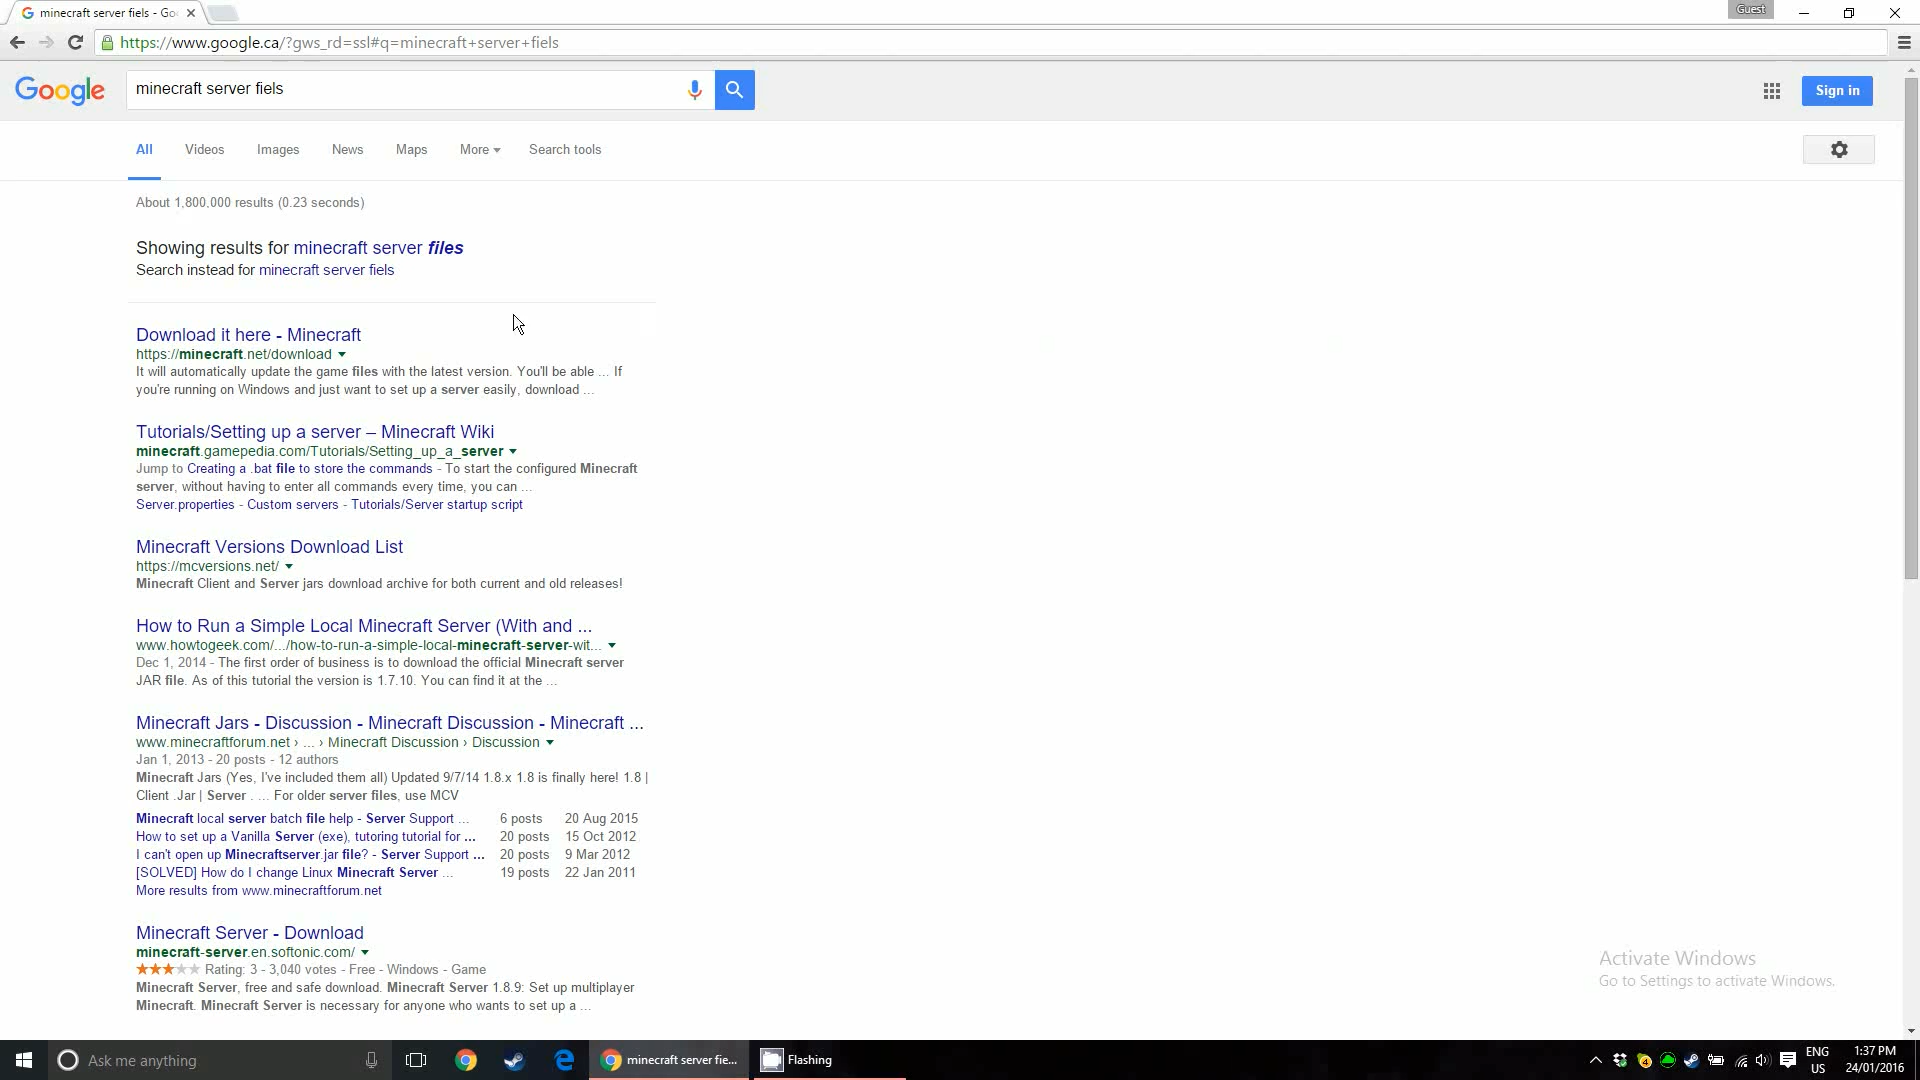 minecraft server fiels - Go
Guest
https://www.google.ca/?gws_rd=ssl#q=minecraft+server+fiels
Google
minecraft server fiels
Sign in
All
Videos
Images
News
Maps
More
Search tools
About 1,800,000 results (0.23 seconds)
Showing results for minecraft server files
Search instead for minecraft server fiels
Download it here - Minecraft
https://minecraft.net/download
It will automatically update the game files with the latest version. You'll be able ... If
you're running on Windows and just want to set up a server easily, download ...
Tutorials/Setting up a server – Minecraft Wiki
minecraft.gamepedia.com/Tutorials/Setting_up_a_server
Jump to Creating a .bat file to store the commands - To start the configured Minecraft
server, without having to enter all commands every time, you can ...
Server.properties - Custom servers - Tutorials/Server startup script
Minecraft Versions Download List
https://mcversions.net/
Minecraft Client and Server jars download archive for both current and old releases!
How to Run a Simple Local Minecraft Server (With and ...
www.howtogeek.com/.../how-to-run-a-simple-local-minecraft-server-wit...
Dec 1, 2014 - The first order of business is to download the official Minecraft server
JAR file. As of this tutorial the version is 1.7.10. You can find it at the ...
Minecraft Jars - Discussion - Minecraft Discussion - Minecraft ...
www.minecraftforum.net › ... › Minecraft Discussion › Discussion
Jan 1, 2013 - 20 posts - 12 authors
Minecraft Jars (Yes, I've included them all) Updated 9/7/14 1.8.x 1.8 is finally here! 1.8 |
Client .Jar | Server . ... For older server files, use MCV
Minecraft local server batch file help - Server Support ... 6 posts 20 Aug 2015
How to set up a Vanilla Server (exe), tutoring tutorial for ... 20 posts 15 Oct 2012
I can't open up Minecraftserver.jar file? - Server Support ... 20 posts 9 Mar 2012
[SOLVED] How do I change Linux Minecraft Server ... 19 posts 22 Jan 2011
More results from www.minecraftforum.net
Minecraft Server - Download
minecraft-server.en.softonic.com/
Rating: 3 - 3,040 votes - Free - Windows - Game
Minecraft Server, free and safe download. Minecraft Server 1.8.9: Set up multiplayer
Minecraft. Minecraft Server is necessary for anyone who wants to set up a ...
Activate Windows
Go to Settings to activate Windows.
Ask me anything
minecraft server fie...
Flashing
ENG
US
1:37 PM
24/01/2016